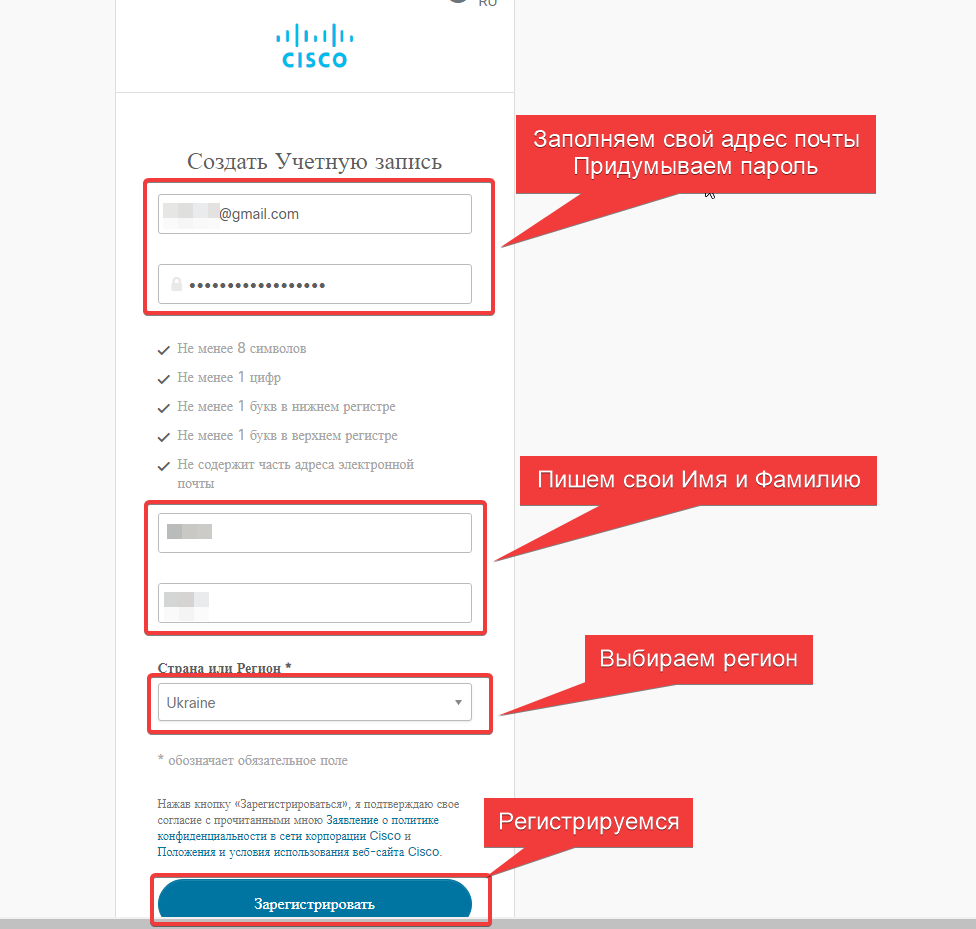 RU
CISCO
Создать Учетную запись
Заполняем свой адрес почты
Придумываем пароль
@gmail.com
••••••••••••••••••
Не менее 8 символов
Не менее 1 цифр
Не менее 1 букв в нижнем регистре
Не менее 1 букв в верхнем регистре
Не содержит часть адреса электронной
почты
Пишем свои Имя и Фамилию
Страна или Регион *
Выбираем регион
Ukraine
* обозначает обязательное поле
Нажав кнопку «Зарегистрироваться», я подтверждаю свое
согласие с прочитанными мною Заявление о политике
конфиденциальности в сети корпорации Cisco и
Положения и условия использования веб-сайта Cisco.
Регистрируемся
Зарегистрировать